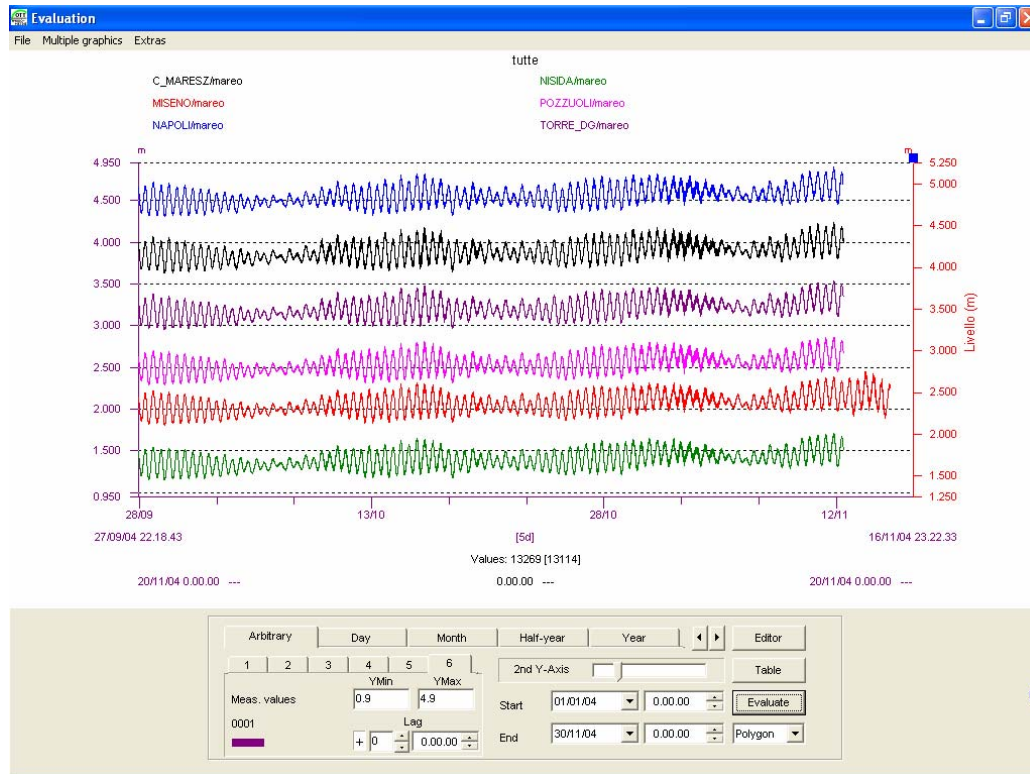 Evaluation
File Multiple graphics Extras
tutte
C_MARESZ/mareo NISIDA/mareo
MISENO/mareo POZZUOLI/mareo
NAPOLI/mareo TORRE_DG/mareo
m m
4.950 5.250
5.000
4.500 4.500
4.000 4.000
3.500 3.500
3.000 3.000
2.500 2.500
2.000 2.000
1.500 1.500
0.950 1.250
Livello (m)
28/09 13/10 28/10 12/11
27/09/04 22.18.43 [5d] 16/11/04 23.22.33
Values: 13269 [13114]
20/11/04 0.00.00 --- 0.00.00 --- 20/11/04 0.00.00 ---
Arbitrary Day Month Half-year Year Editor
1 2 3 4 5 6 2nd Y-Axis Table
YMin YMax
Meas. values 0.9 4.9 Start 01/01/04 0.00.00 Evaluate
0001 Lag
+ 0 0.00.00 End 30/11/04 0.00.00 Polygon